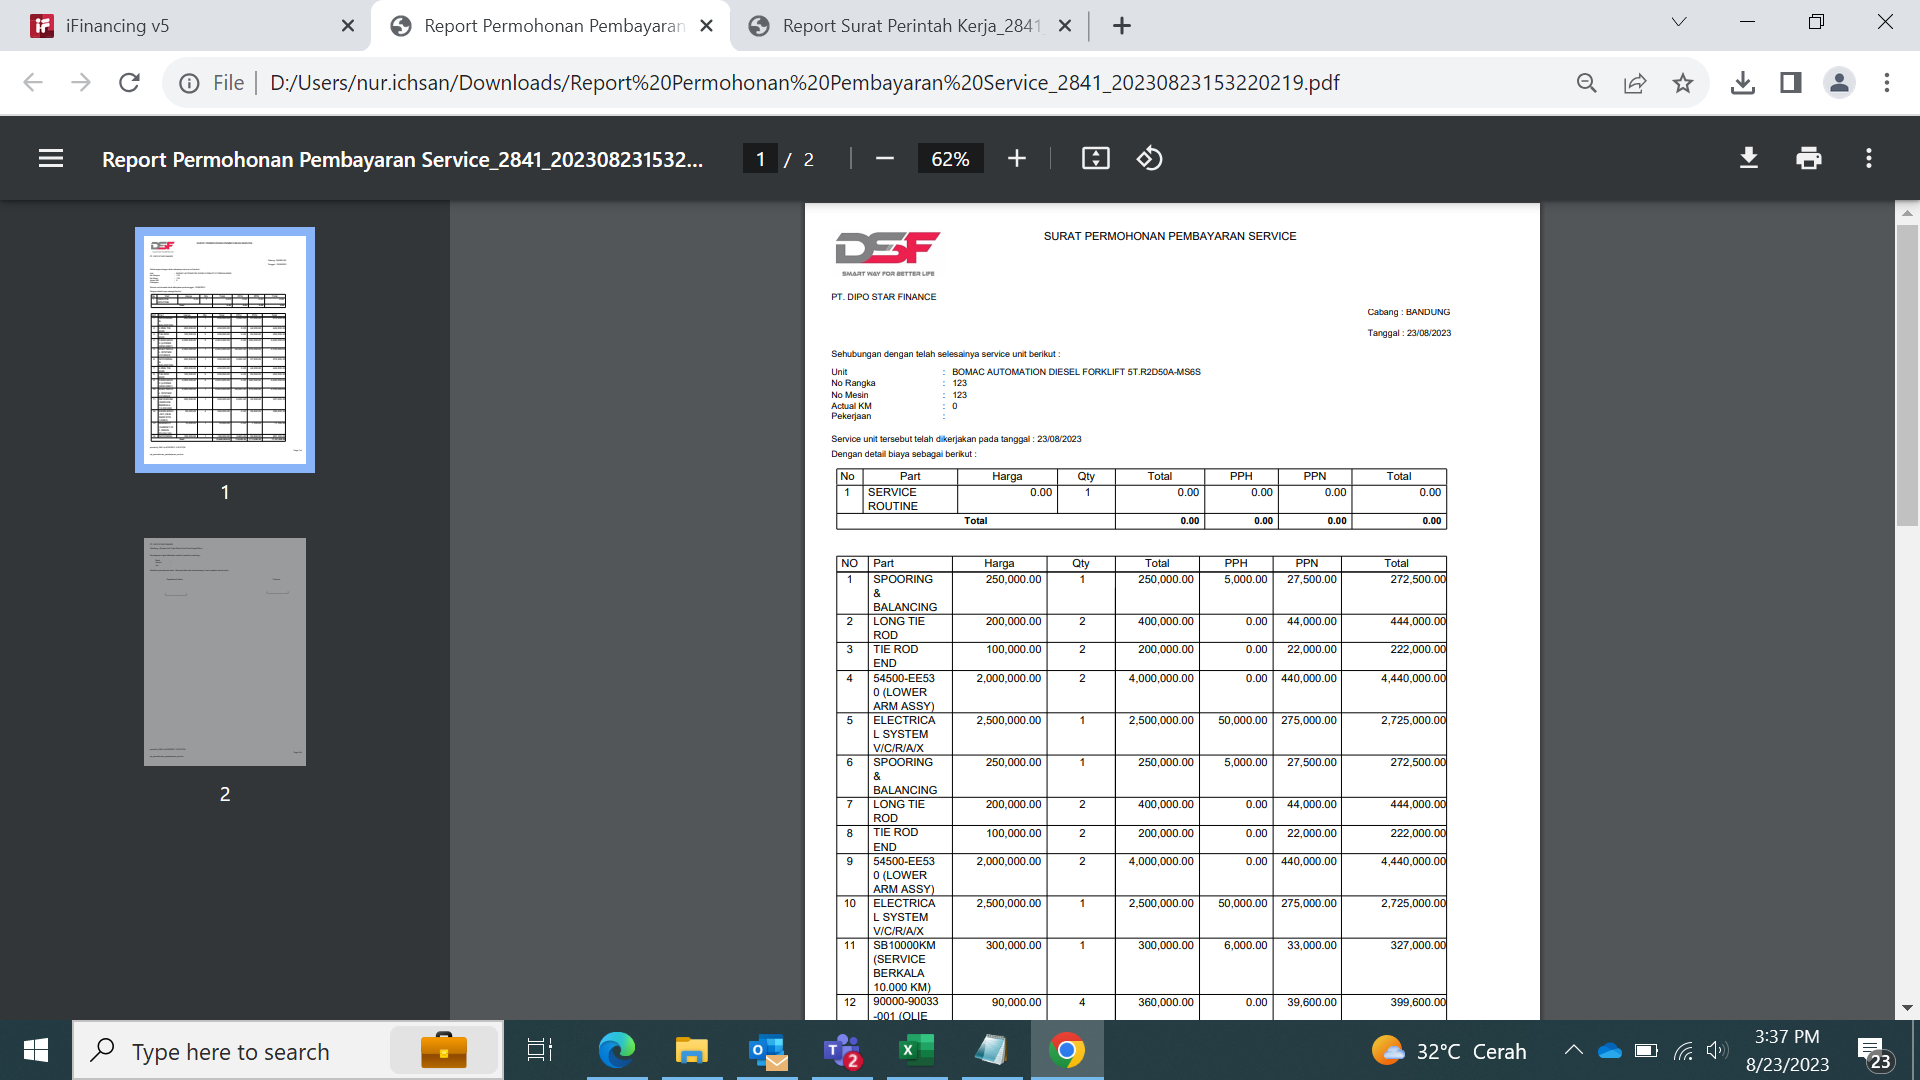 iFinancing v5
Report Permohonan Pembayaran
Report Surat Perintah Kerja_2841
File
D:/Users/nur.ichsan/Downloads/Report%20Permohonan%20Pembayaran%20Service_2841_20230823153220219.pdf
Report Permohonan Pembayaran Service_2841_202308231532...
1 / 2
62%
1
2
DSF
SMART WAY FOR BETTER LIFE
SURAT PERMOHONAN PEMBAYARAN SERVICE
PT. DIPO STAR FINANCE
Cabang : BANDUNG
Tanggal : 23/08/2023
Sehubungan dengan telah selesainya service unit berikut :
Unit : BOMAC AUTOMATION DIESEL FORKLIFT 5T.R2D50A-MS6S
No Rangka : 123
No Mesin : 123
Actual KM : 0
Pekerjaan :
Service unit tersebut telah dikerjakan pada tanggal : 23/08/2023
Dengan detail biaya sebagai berikut :
No Part Harga Qty Total PPH PPN Total
1 SERVICE 0.00 1 0.00 0.00 0.00 0.00
ROUTINE
Total 0.00 0.00 0.00 0.00
NO Part Harga Qty Total PPH PPN Total
1 SPOORING 250,000.00 1 250,000.00 5,000.00 27,500.00 272,500.00
&
BALANCING
2 LONG TIE 200,000.00 2 400,000.00 0.00 44,000.00 444,000.00
ROD
3 TIE ROD 100,000.00 2 200,000.00 0.00 22,000.00 222,000.00
END
4 54500-EE53 2,000,000.00 2 4,000,000.00 0.00 440,000.00 4,440,000.00
0 (LOWER
ARM ASSY)
5 ELECTRICA 2,500,000.00 1 2,500,000.00 50,000.00 275,000.00 2,725,000.00
L SYSTEM
V/C/R/A/X
6 SPOORING 250,000.00 1 250,000.00 5,000.00 27,500.00 272,500.00
&
BALANCING
7 LONG TIE 200,000.00 2 400,000.00 0.00 44,000.00 444,000.00
ROD
8 TIE ROD 100,000.00 2 200,000.00 0.00 22,000.00 222,000.00
END
9 54500-EE53 2,000,000.00 2 4,000,000.00 0.00 440,000.00 4,440,000.00
0 (LOWER
ARM ASSY)
10 ELECTRICA 2,500,000.00 1 2,500,000.00 50,000.00 275,000.00 2,725,000.00
L SYSTEM
V/C/R/A/X
11 SB10000KM 300,000.00 1 300,000.00 6,000.00 33,000.00 327,000.00
(SERVICE
BERKALA
10.000 KM)
12 90000-90033 90,000.00 4 360,000.00 0.00 39,600.00 399,600.00
-001 (OLIE
Type here to search
2
32°C Cerah
3:37 PM
8/23/2023
23